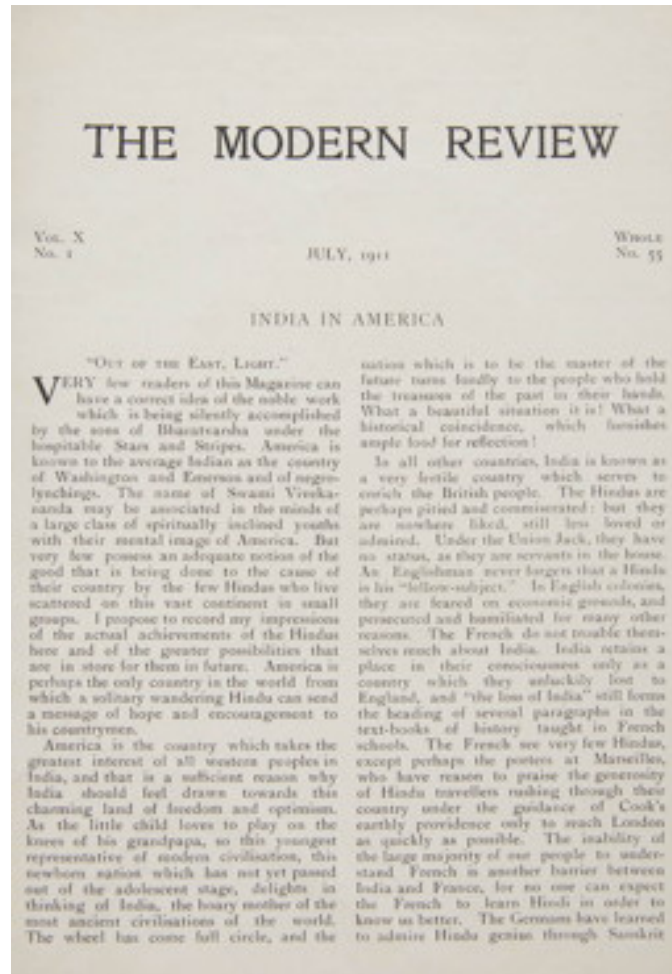 THE MODERN REVIEW
VOL. X
No. 1
JULY, 1911
WHOLE
No. 55
INDIA IN AMERICA
"OUT OF THE EAST, LIGHT."
VERY few readers of this Magazine can
have a correct idea of the noble work
which is being silently accomplished
by the sons of Bharatvarsha under the
hospitable Stars and Stripes. America is
known to the average Indian as the country
of Washington and Emerson and of negro-
lynchings. The name of Swami Viveka-
nanda may be associated in the minds of
a large class of spiritually inclined youths
with their mental image of America. But
very few possess an adequate notion of the
good that is being done to the cause of
their country by the few Hindus who live
scattered on this vast continent in small
groups. I propose to record my impressions
of the actual achievements of the Hindus
here and of the greater possibilities that
are in store for them in future. America is
perhaps the only country in the world from
which a solitary wandering Hindu can send
a message of hope and encouragement to
his countrymen.
America is the country which takes the
greatest interest of all western peoples in
India, and that is a sufficient reason why
India should feel drawn towards this
charming land of freedom and optimism.
As the little child loves to play on the
knees of his grandpapa, so this youngest
representative of modern civilisation, this
newborn nation which has not yet passed
out of the adolescent stage, delights in
thinking of India, the hoary mother of the
most ancient civilisations of the world.
The wheel has come full circle, and the
nation which is to be the master of the
future turns fondly to the people who hold
the treasures of the past in their hands.
What a beautiful situation it is! What a
historical coincidence, which furnishes
ample food for reflection!
In all other countries, India is known as
a very fertile country which serves to
enrich the British people. The Hindus are
perhaps pitied and commiserated: but they
are nowhere liked, still less loved or
admired. Under the Union Jack, they have
no status, as they are servants in the house.
An Englishman never forgets that a Hindu
is his "fellow-subject." In English colonies,
they are feared on economic grounds, and
persecuted and humiliated for many other
reasons. The French do not trouble them-
selves much about India. India retains a
place in their consciousness only as a
country which they unluckily lost to
England, and "the loss of India" still forms
the heading of several paragraphs in the
text-books of history taught in French
schools. The French see very few Hindus,
except perhaps the porters at Marseilles,
who have reason to praise the generosity
of Hindu travellers rushing through their
country under the guidance of Cook's
earthly providence only to reach London
as quickly as possible. The inability of
the large majority of our people to under-
stand French is another barrier between
India and France, for no one can expect
the French to learn Hindi in order to
know us better. The Germans have learned
to admire Hindu genius through Sanskrit